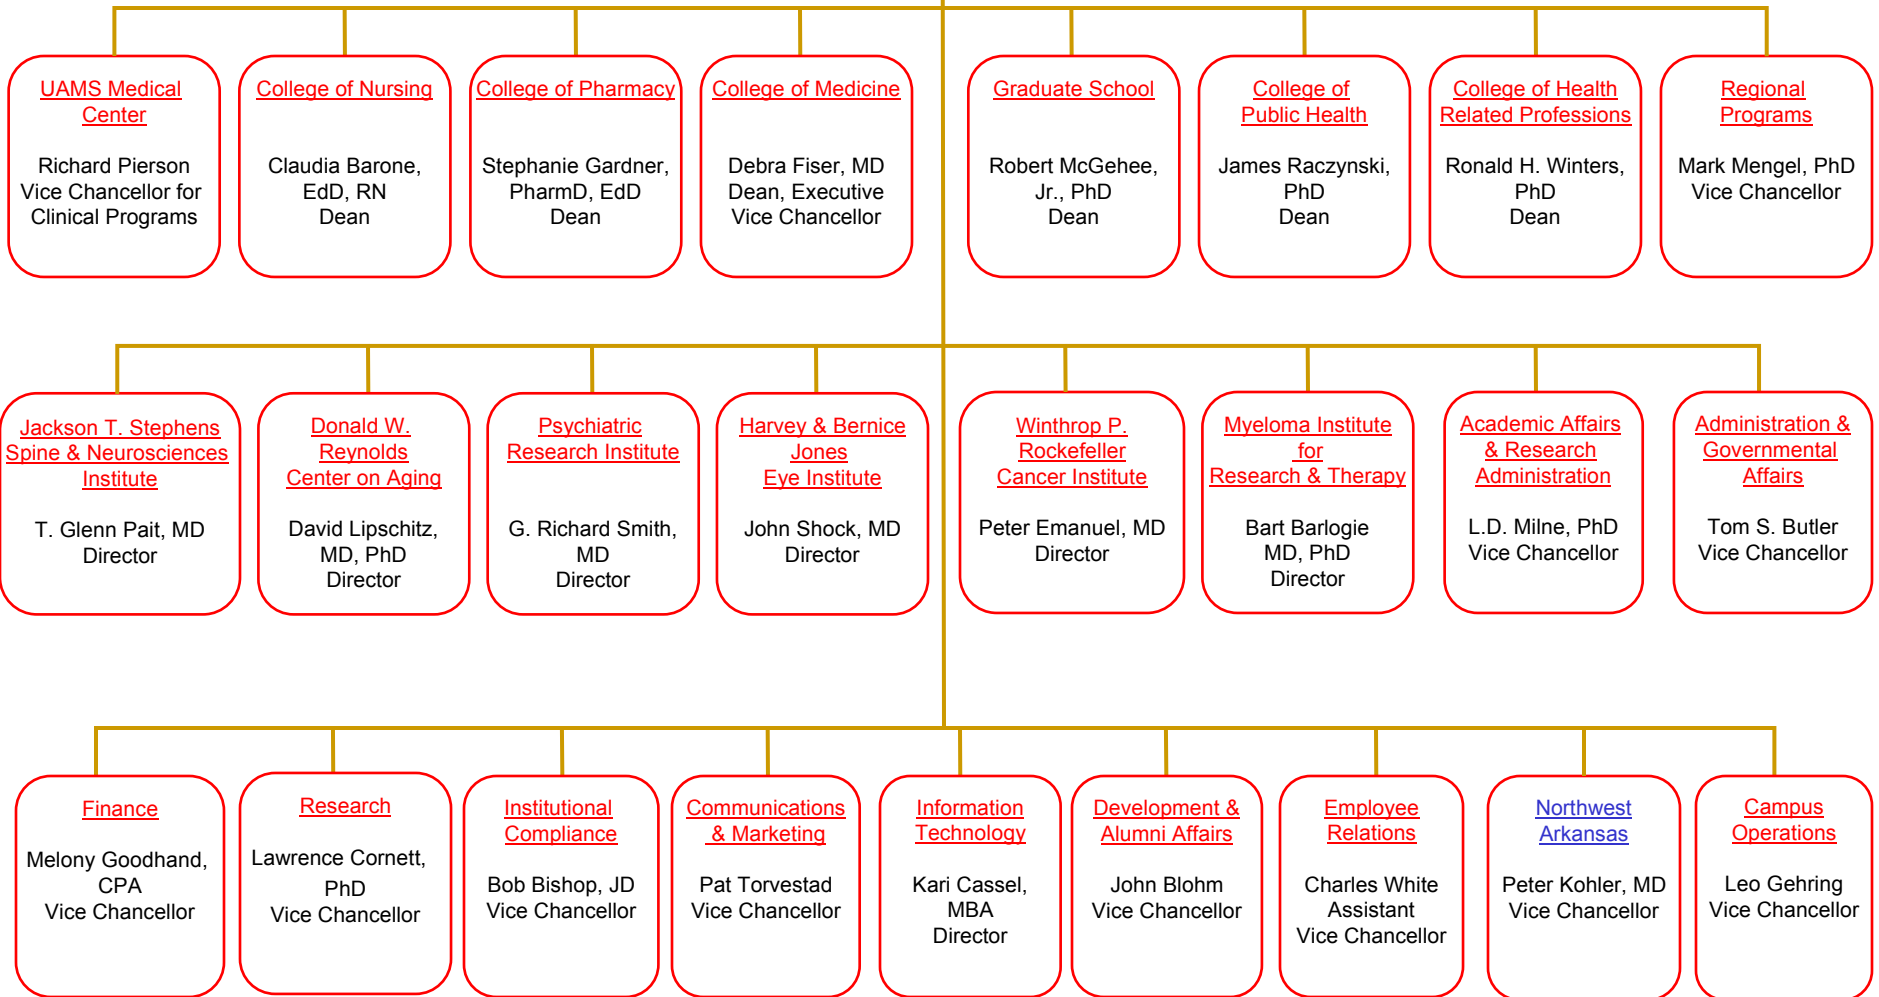 UAMS Medical
Center
Richard Pierson
Vice Chancellor for
Clinical Programs
College of Nursing
Claudia Barone,
EdD, RN
Dean
College of Pharmacy
Stephanie Gardner,
PharmD, EdD
Dean
College of Medicine
Debra Fiser, MD
Dean, Executive
Vice Chancellor
Graduate School
Robert McGehee,
Jr., PhD
Dean
College of
Public Health
James Raczynski,
PhD
Dean
College of Health
Related Professions
Ronald H. Winters,
PhD
Dean
Regional
Programs
Mark Mengel, PhD
Vice Chancellor
Jackson T. Stephens
Spine & Neurosciences
Institute
T. Glenn Pait, MD
Director
Donald W.
Reynolds
Center on Aging
David Lipschitz,
MD, PhD
Director
Psychiatric
Research Institute
G. Richard Smith,
MD
Director
Harvey & Bernice
Jones
Eye Institute
John Shock, MD
Director
Winthrop P.
Rockefeller
Cancer Institute
Peter Emanuel, MD
Director
Myeloma Institute
for
Research & Therapy
Bart Barlogie
MD, PhD
Director
Academic Affairs
& Research
Administration
L.D. Milne, PhD
Vice Chancellor
Administration &
Governmental
Affairs
Tom S. Butler
Vice Chancellor
Finance
Melony Goodhand,
CPA
Vice Chancellor
Research
Lawrence Cornett,
PhD
Vice Chancellor
Institutional
Compliance
Bob Bishop, JD
Vice Chancellor
Communications
& Marketing
Pat Torvestad
Vice Chancellor
Information
Technology
Kari Cassel,
MBA
Director
Development &
Alumni Affairs
John Blohm
Vice Chancellor
Employee
Relations
Charles White
Assistant
Vice Chancellor
Northwest
Arkansas
Peter Kohler, MD
Vice Chancellor
Campus
Operations
Leo Gehring
Vice Chancellor